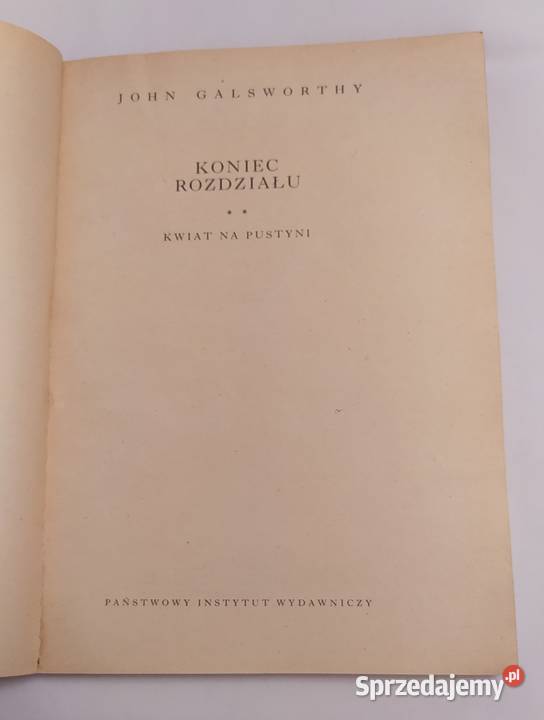 JOHN GALSWORTHY
KONIEC
ROZDZIAŁU
* *
KWIAT NA PUSTYNI
PAŃSTWOWY INSTYTUT WYDAWNICZY
Sprzedajemy.pl